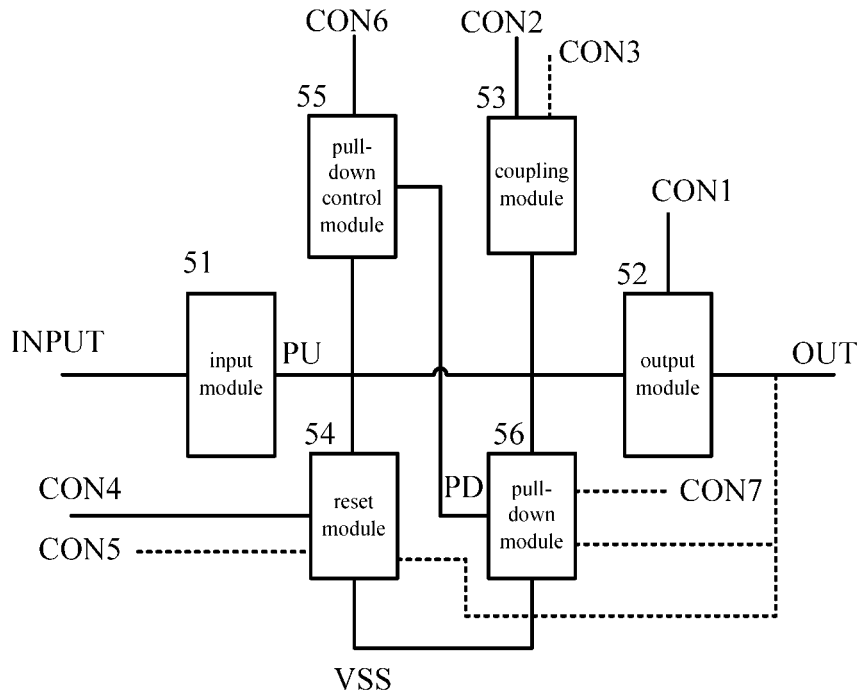 CON6
CON2
CON3
55
53
pull-
down
control
module
coupling
module
CON1
51
52
INPUT
input
module
PU
output
module
OUT
54
56
CON4
reset
module
PD
pull-
down
module
CON7
CON5
VSS